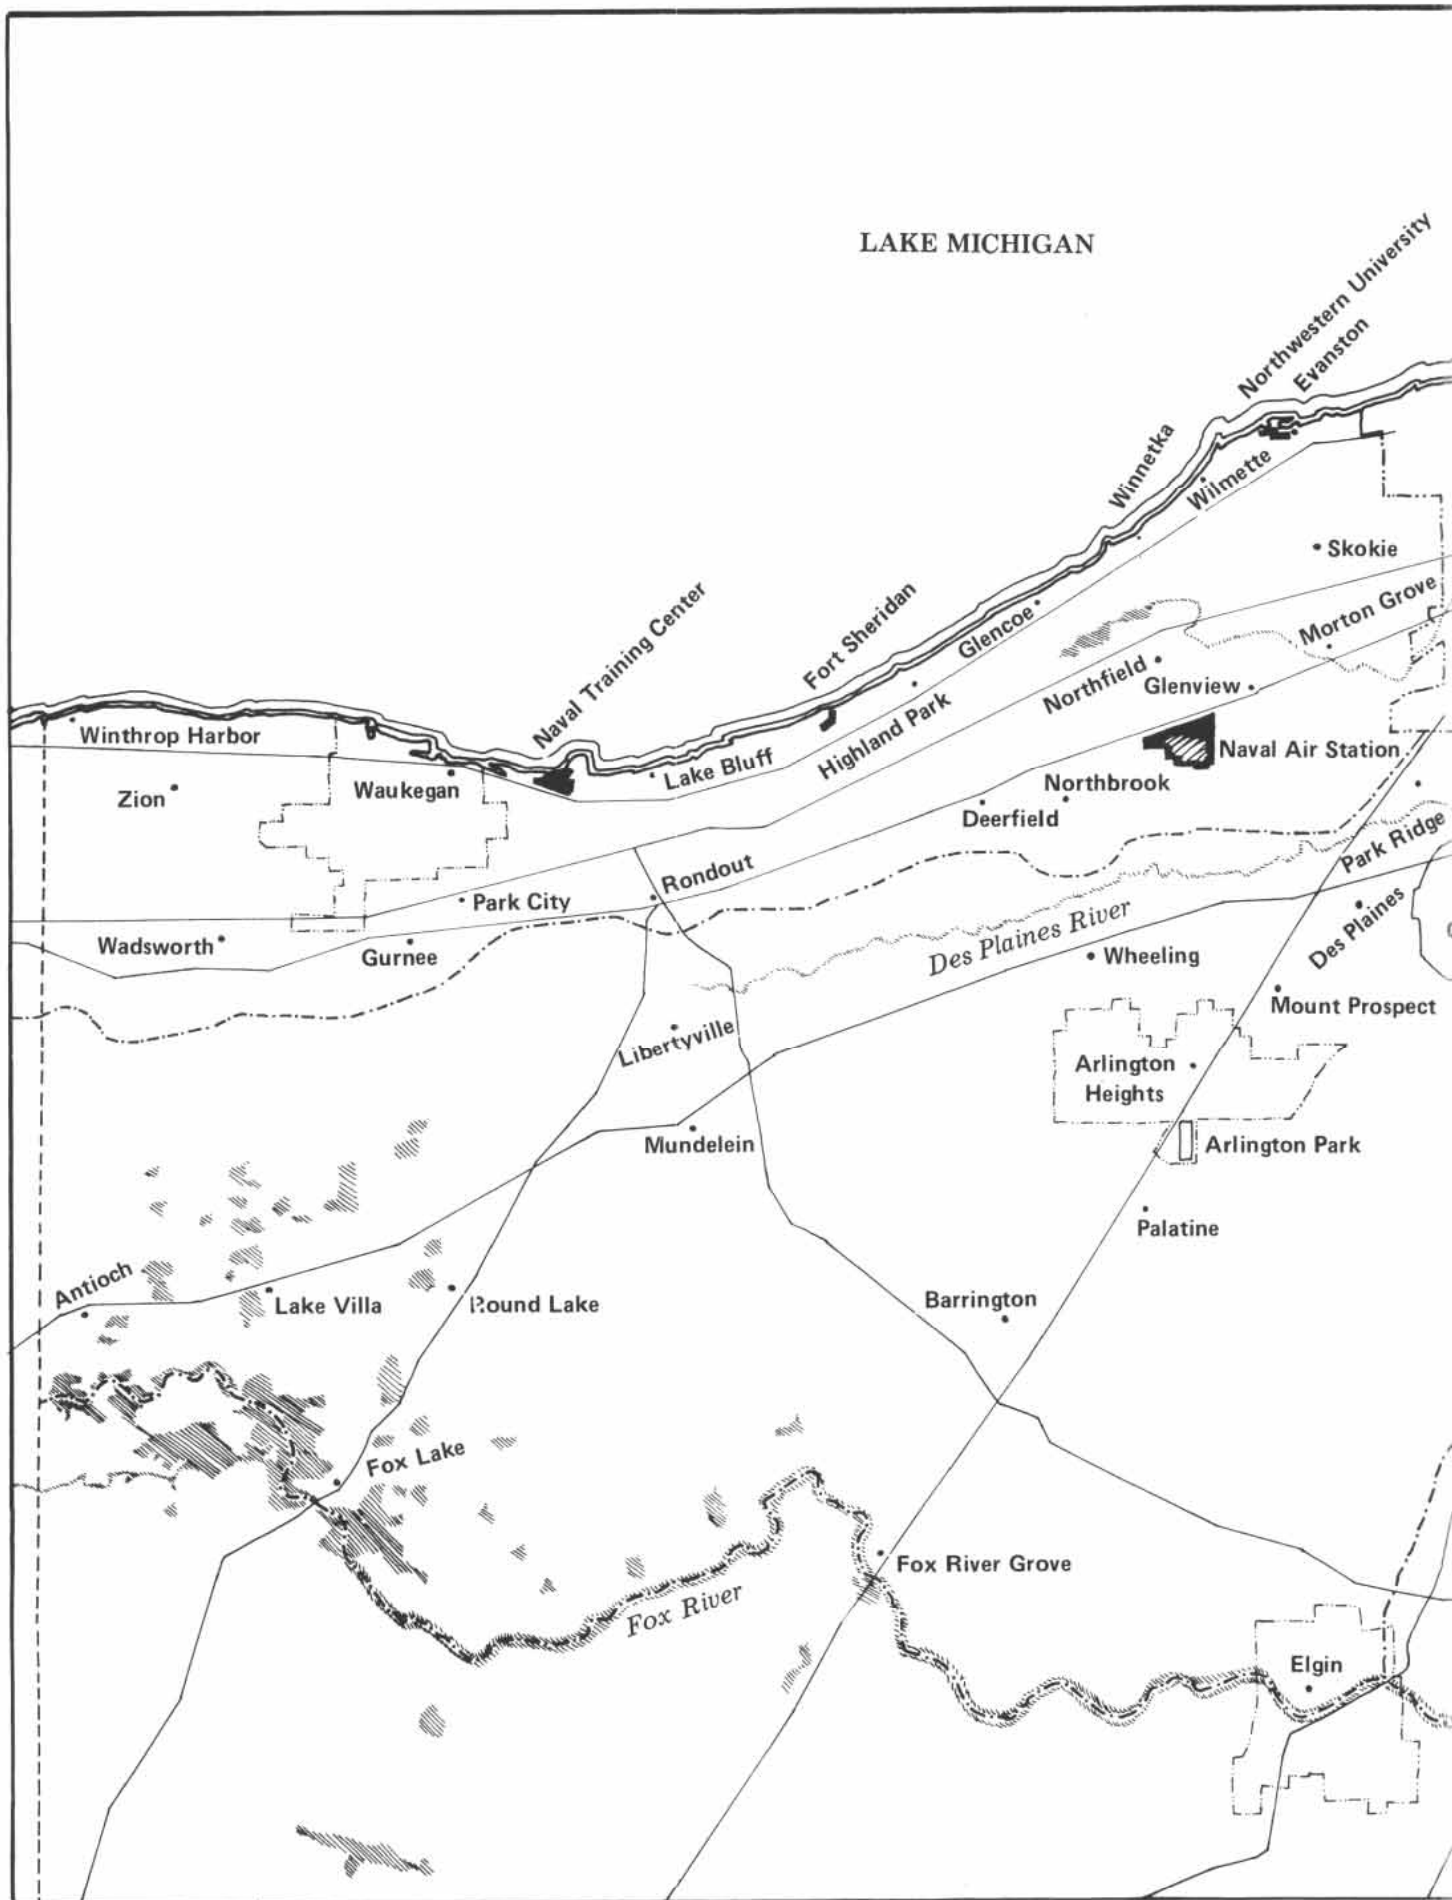 LAKE MICHIGAN
Northwestern University
Evanston
Winnetka
Wilmette
Skokie
Naval Training Center
Fort Sheridan
Glencoe
Morton Grove
Northfield
Glenview
Highland Park
Winthrop Harbor
Lake Bluff
Naval Air Station
Zion
Waukegan
Northbrook
Deerfield
Park Ridge
Rondout
Park City
Des Plaines
Wadsworth
Gurnee
Des Plaines River
Wheeling
Mount Prospect
Libertyville
Arlington
Heights
Mundelein
Arlington Park
Palatine
Antioch
Lake Villa
Round Lake
Barrington
Fox Lake
Fox River Grove
Fox River
Elgin